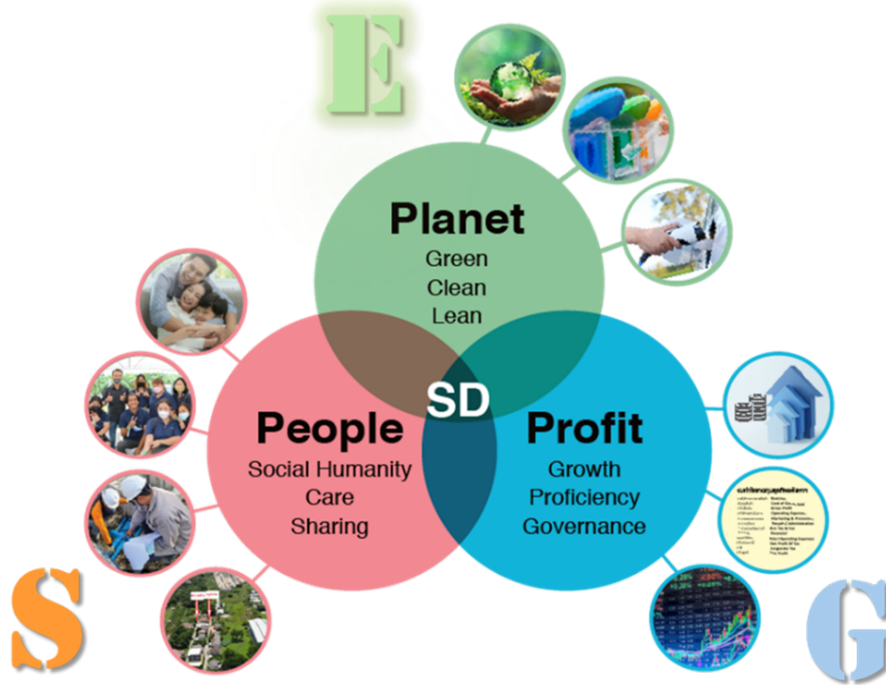 E
Planet
Green
Clean
Lean
SD
People
Social Humanity
Care
Sharing
Profit
Growth
Proficiency
Governance
S
G